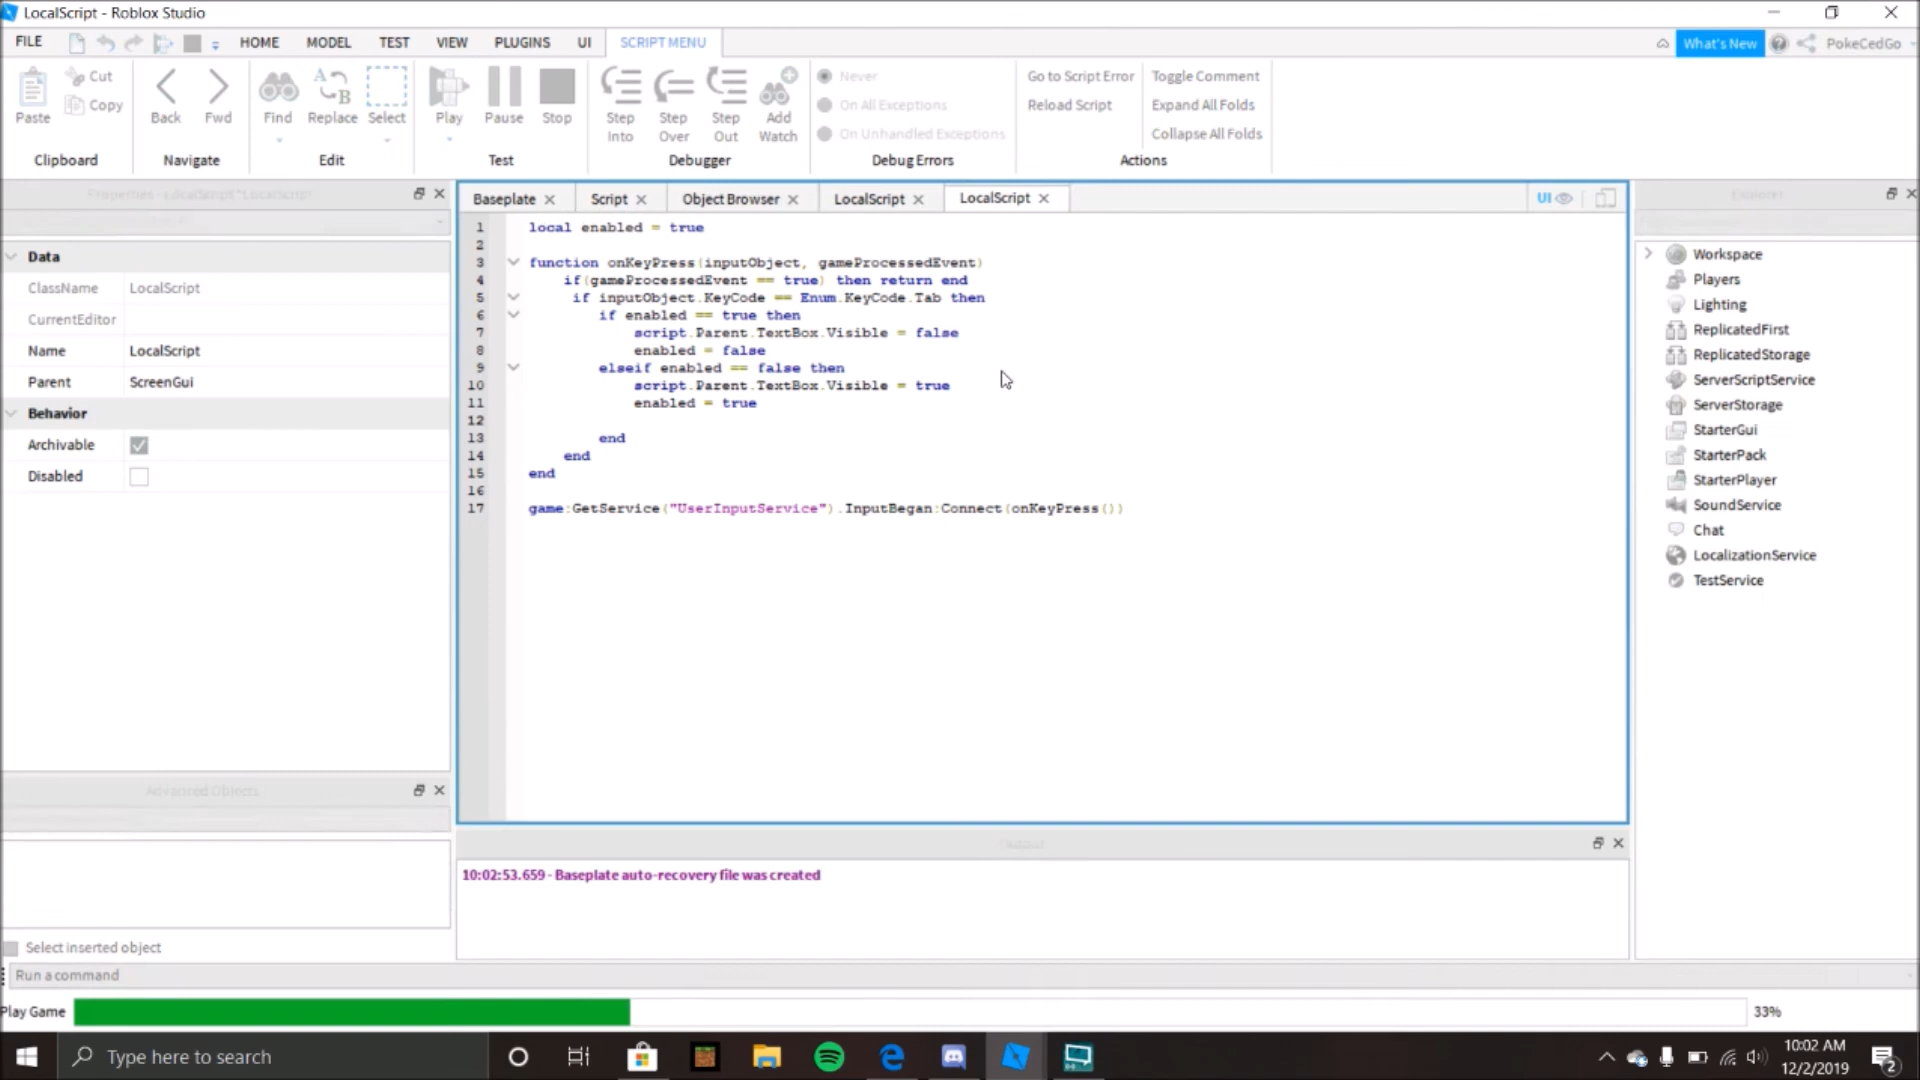 LocalScript - Roblox Studio
FILE HOME MODEL TEST VIEW PLUGINS UI SCRIPT MENU What's New PokeCedGo
Paste Cut Copy
Clipboard
Back Fwd
Navigate
Find Replace Select
Edit
Play Pause Stop
Test
Step Into Step Over Step Out Add Watch
Debugger
Never
On All Exceptions
On Unhandled Exceptions
Debug Errors
Go to Script Error Toggle Comment
Reload Script Expand All Folds
Collapse All Folds
Actions
Properties - LocalScript "LocalScript"
Data
ClassName LocalScript
CurrentEditor
Name LocalScript
Parent ScreenGui
Behavior
Archivable
Disabled
Advanced Objects
Select inserted object
Baseplate Script Object Browser LocalScript LocalScript UI
1 local enabled = true
2
3 function onKeyPress(inputObject, gameProcessedEvent)
4 if(gameProcessedEvent == true) then return end
5 if inputObject.KeyCode == Enum.KeyCode.Tab then
6 if enabled == true then
7 script.Parent.TextBox.Visible = false
8 enabled = false
9 elseif enabled == false then
10 script.Parent.TextBox.Visible = true
11 enabled = true
12
13 end
14 end
15 end
16
17 game:GetService("UserInputService").InputBegan:Connect(onKeyPress())
Output
10:02:53.659 - Baseplate auto-recovery file was created
Explorer
Workspace
Players
Lighting
ReplicatedFirst
ReplicatedStorage
ServerScriptService
ServerStorage
StarterGui
StarterPack
StarterPlayer
SoundService
Chat
LocalizationService
TestService
Run a command
Play Game 33%
Type here to search
10:02 AM
12/2/2019
2